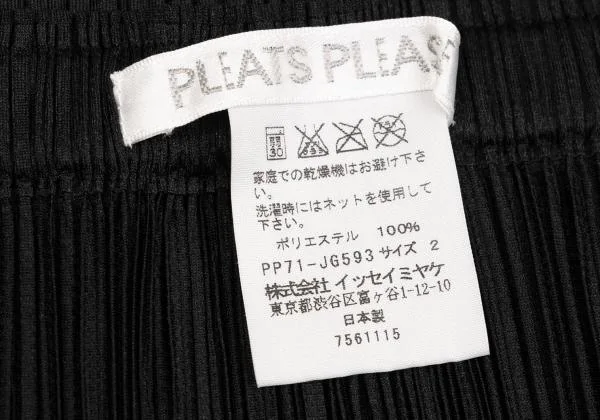 PLEATS PLEASE
30
家庭での乾燥機はお避け下さ
い。
洗濯時にはネットを使用して
下さい。
ポリエステル 100%
PP71-JG593 サイズ 2
株式会社 イッセイミヤケ
東京都渋谷区富ヶ谷1-12-10
日本製
7561115